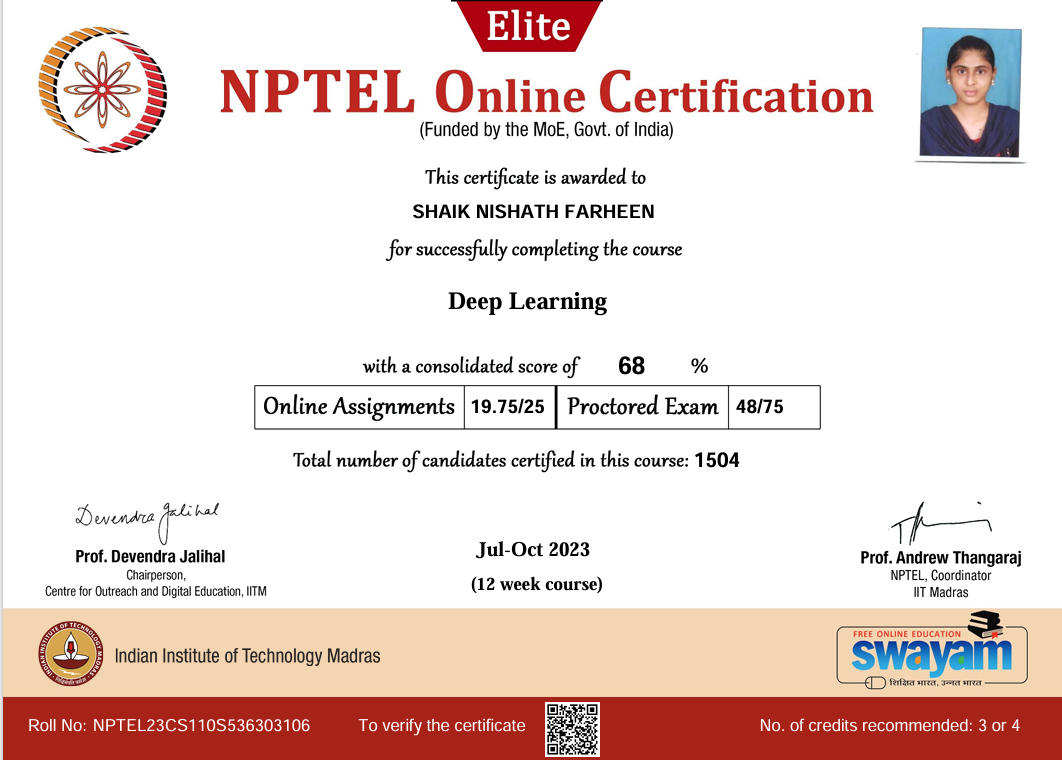 Elite
NPTEL Online Certification
(Funded by the MoE, Govt. of India)
This certificate is awarded to
SHAIK NISHATH FARHEEN
for successfully completing the course
Deep Learning
with a consolidated score of 68 %
Online Assignments 19.75/25 Proctored Exam 48/75
Total number of candidates certified in this course: 1504
Devendra Jalihal
Prof. Devendra Jalihal
Chairperson,
Centre for Outreach and Digital Education, IITM
Jul-Oct 2023
(12 week course)
Prof. Andrew Thangaraj
NPTEL, Coordinator
IIT Madras
INDIAN INSTITUTE OF TECHNOLOGY MADRAS
Indian Institute of Technology Madras
FREE ONLINE EDUCATION
swayam
शिक्षित भारत, उन्नत भारत
Roll No: NPTEL23CS110S536303106
To verify the certificate
No. of credits recommended: 3 or 4